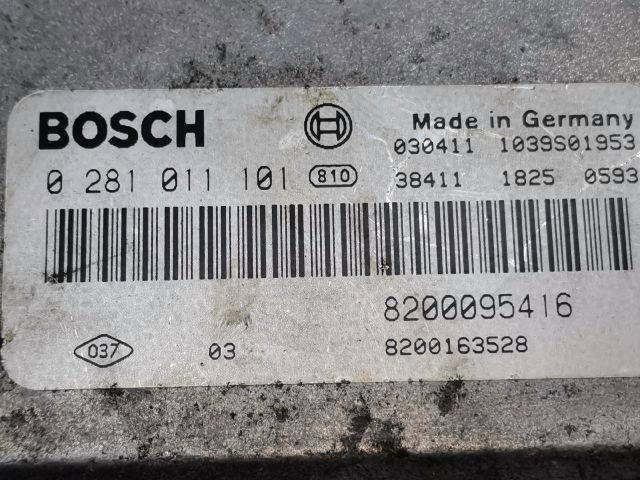 BOSCH Made in Germany
030411 1039S01953
0 281 011 101 810 38411 1825 0593
8200095416
037 03 8200163528